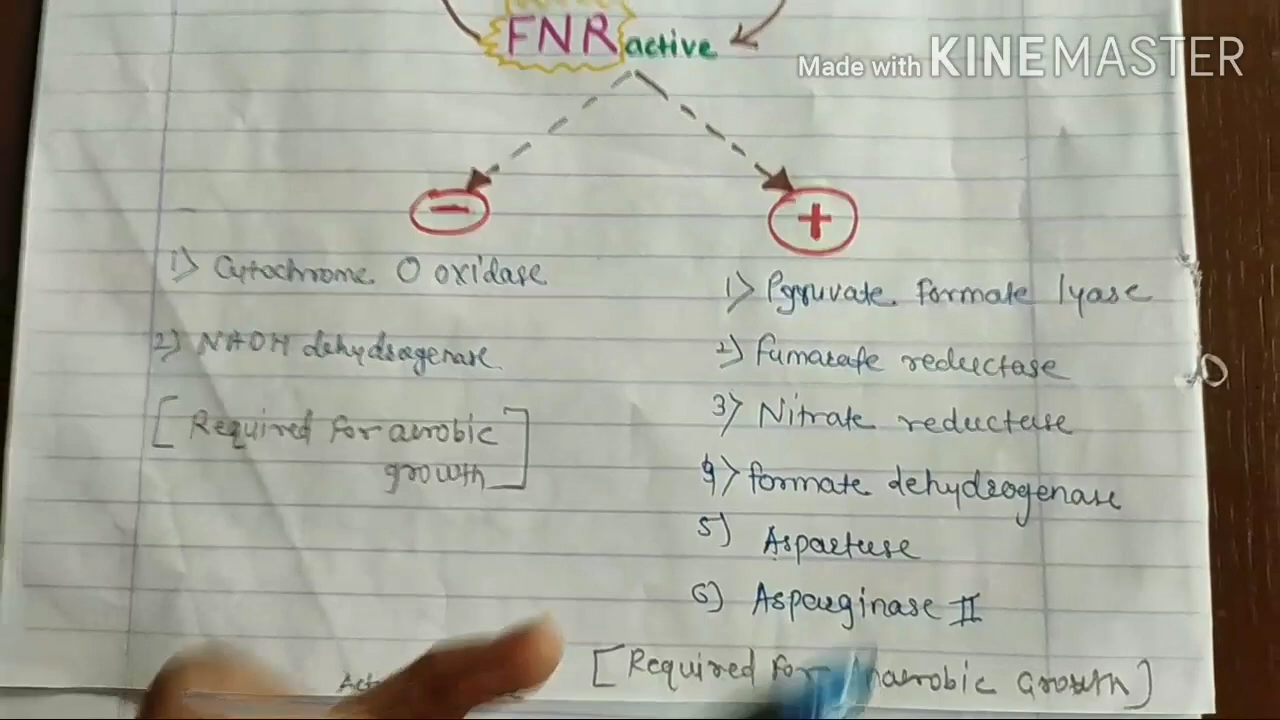 FNR active
Made with KINEMASTER
−
+
1) Cytochrome O oxidase
2) NADH dehydrogenase
[Required for aerobic
growth]
1) Pyruvate formate lyase
2) fumarate reductase
3) Nitrate reductase
4) formate dehydrogenase
5) Aspartase
6) Asparginase II
[Required for Anaerobic Growth]